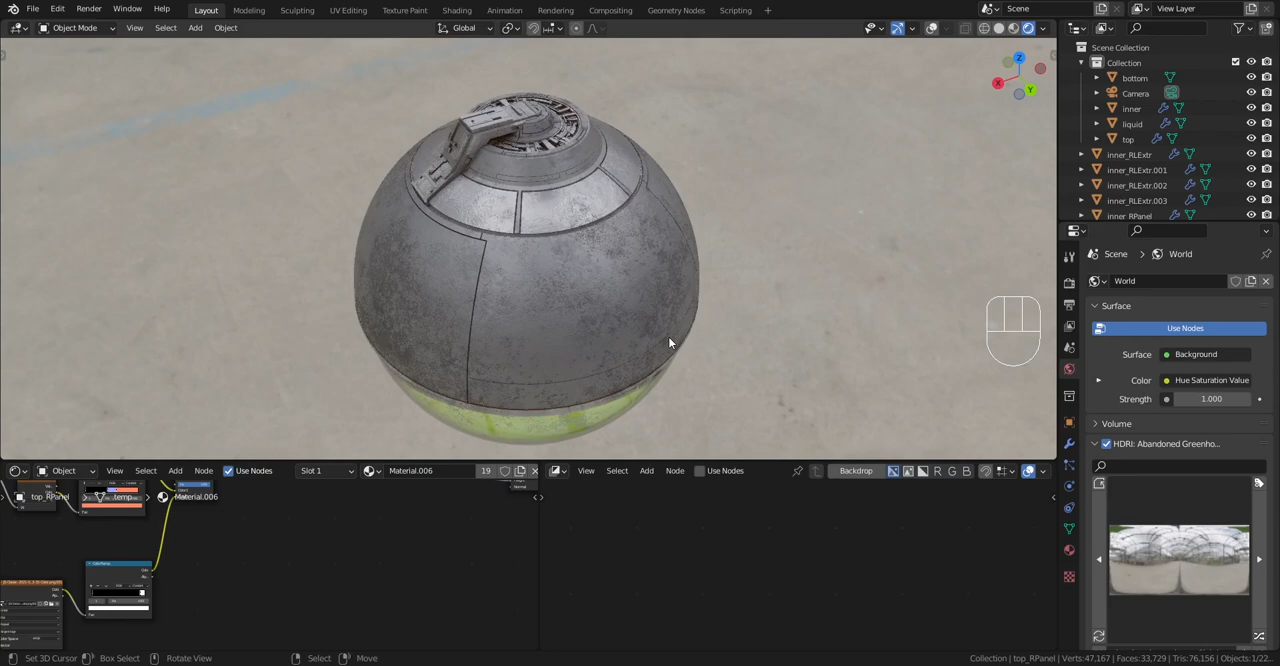 File Edit Render Window Help Layout Modeling Sculpting UV Editing Texture Paint Shading Animation Rendering Compositing Geometry Nodes Scripting + Scene View Layer
Object Mode View Select Add Object Global
Scene Collection
Collection
bottom
Camera
inner
liquid
top
inner_RLExtr
inner_RLExtr.001
inner_RLExtr.002
inner_RLExtr.003
inner RPanel
X
Y
Z
Scene > World
World
Surface
Use Nodes
Surface Background
Color Hue Saturation Value
Strength 1.000
Volume
HDRI: Abandoned Greenho...
Object View Select Add Node Use Nodes Slot 1 Material.006 19
View Select Add Node Use Nodes Backdrop R G B
top_RPanel > temp > Material.006
Set 3D Cursor Box Select Rotate View Select Move
Collection | top_RPanel | Verts:47,167 | Faces:33,729 | Tris:76,156 | Objects:1/22...